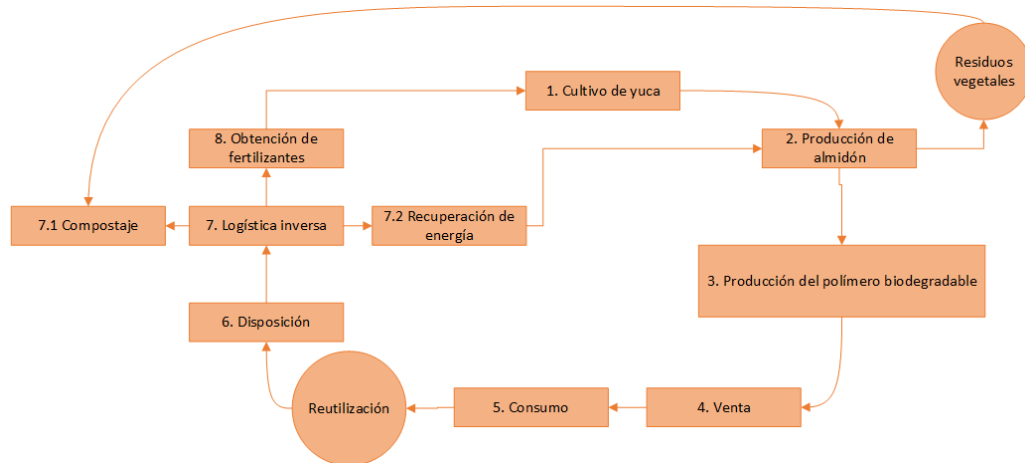 Residuos
vegetales
1. Cultivo de yuca
8. Obtención de
fertilizantes
2. Producción de
almidón
7.1 Compostaje
7. Logística inversa
7.2 Recuperación de
energía
3. Producción del polímero biodegradable
6. Disposición
Reutilización
5. Consumo
4. Venta